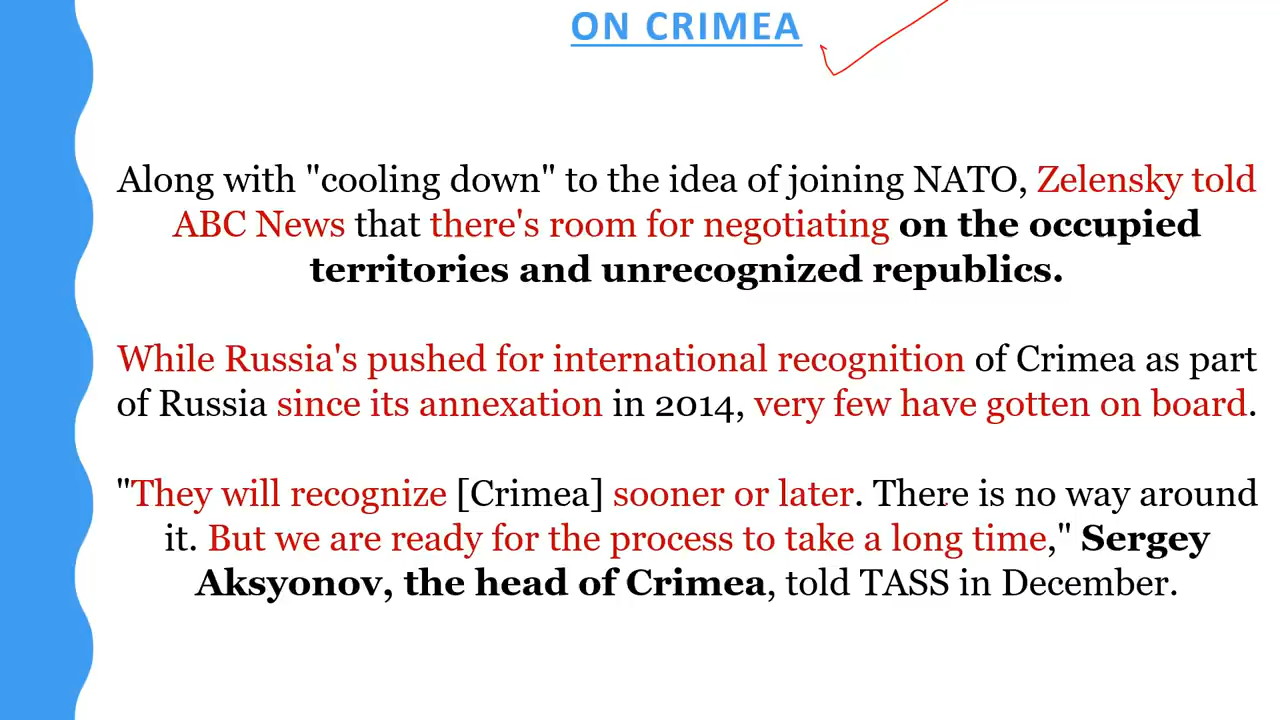 ON CRIMEA
Along with "cooling down" to the idea of joining NATO, Zelensky told
ABC News that there's room for negotiating on the occupied
territories and unrecognized republics.
While Russia's pushed for international recognition of Crimea as part
of Russia since its annexation in 2014, very few have gotten on board.
"They will recognize [Crimea] sooner or later. There is no way around
it. But we are ready for the process to take a long time," Sergey
Aksyonov, the head of Crimea, told TASS in December.